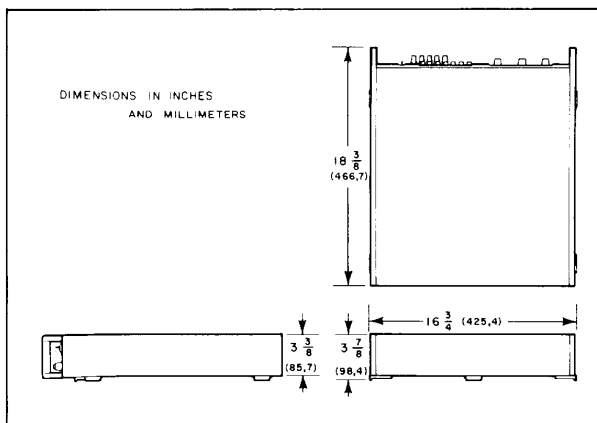 DIMENSIONS IN INCHES
AND MILLIMETERS
18 3/8
(466,7)
16 3/4 (425,4)
3 3/8
(85,7)
3 7/8
(98,4)